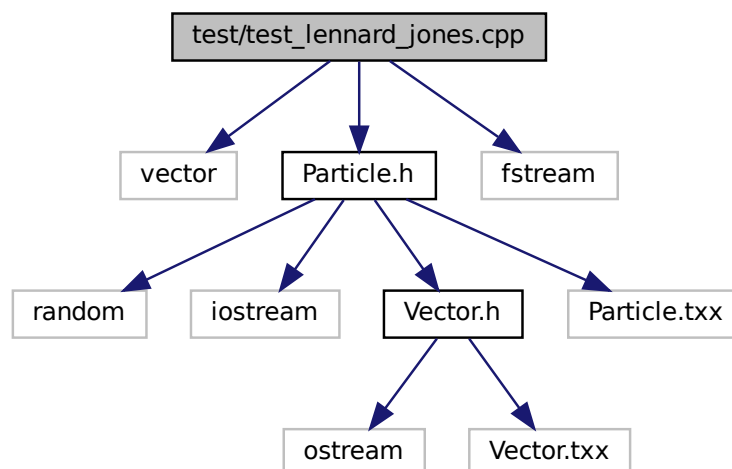 test/test_lennard_jones.cpp
vector
Particle.h
fstream
random
iostream
Vector.h
Particle.txx
ostream
Vector.txx